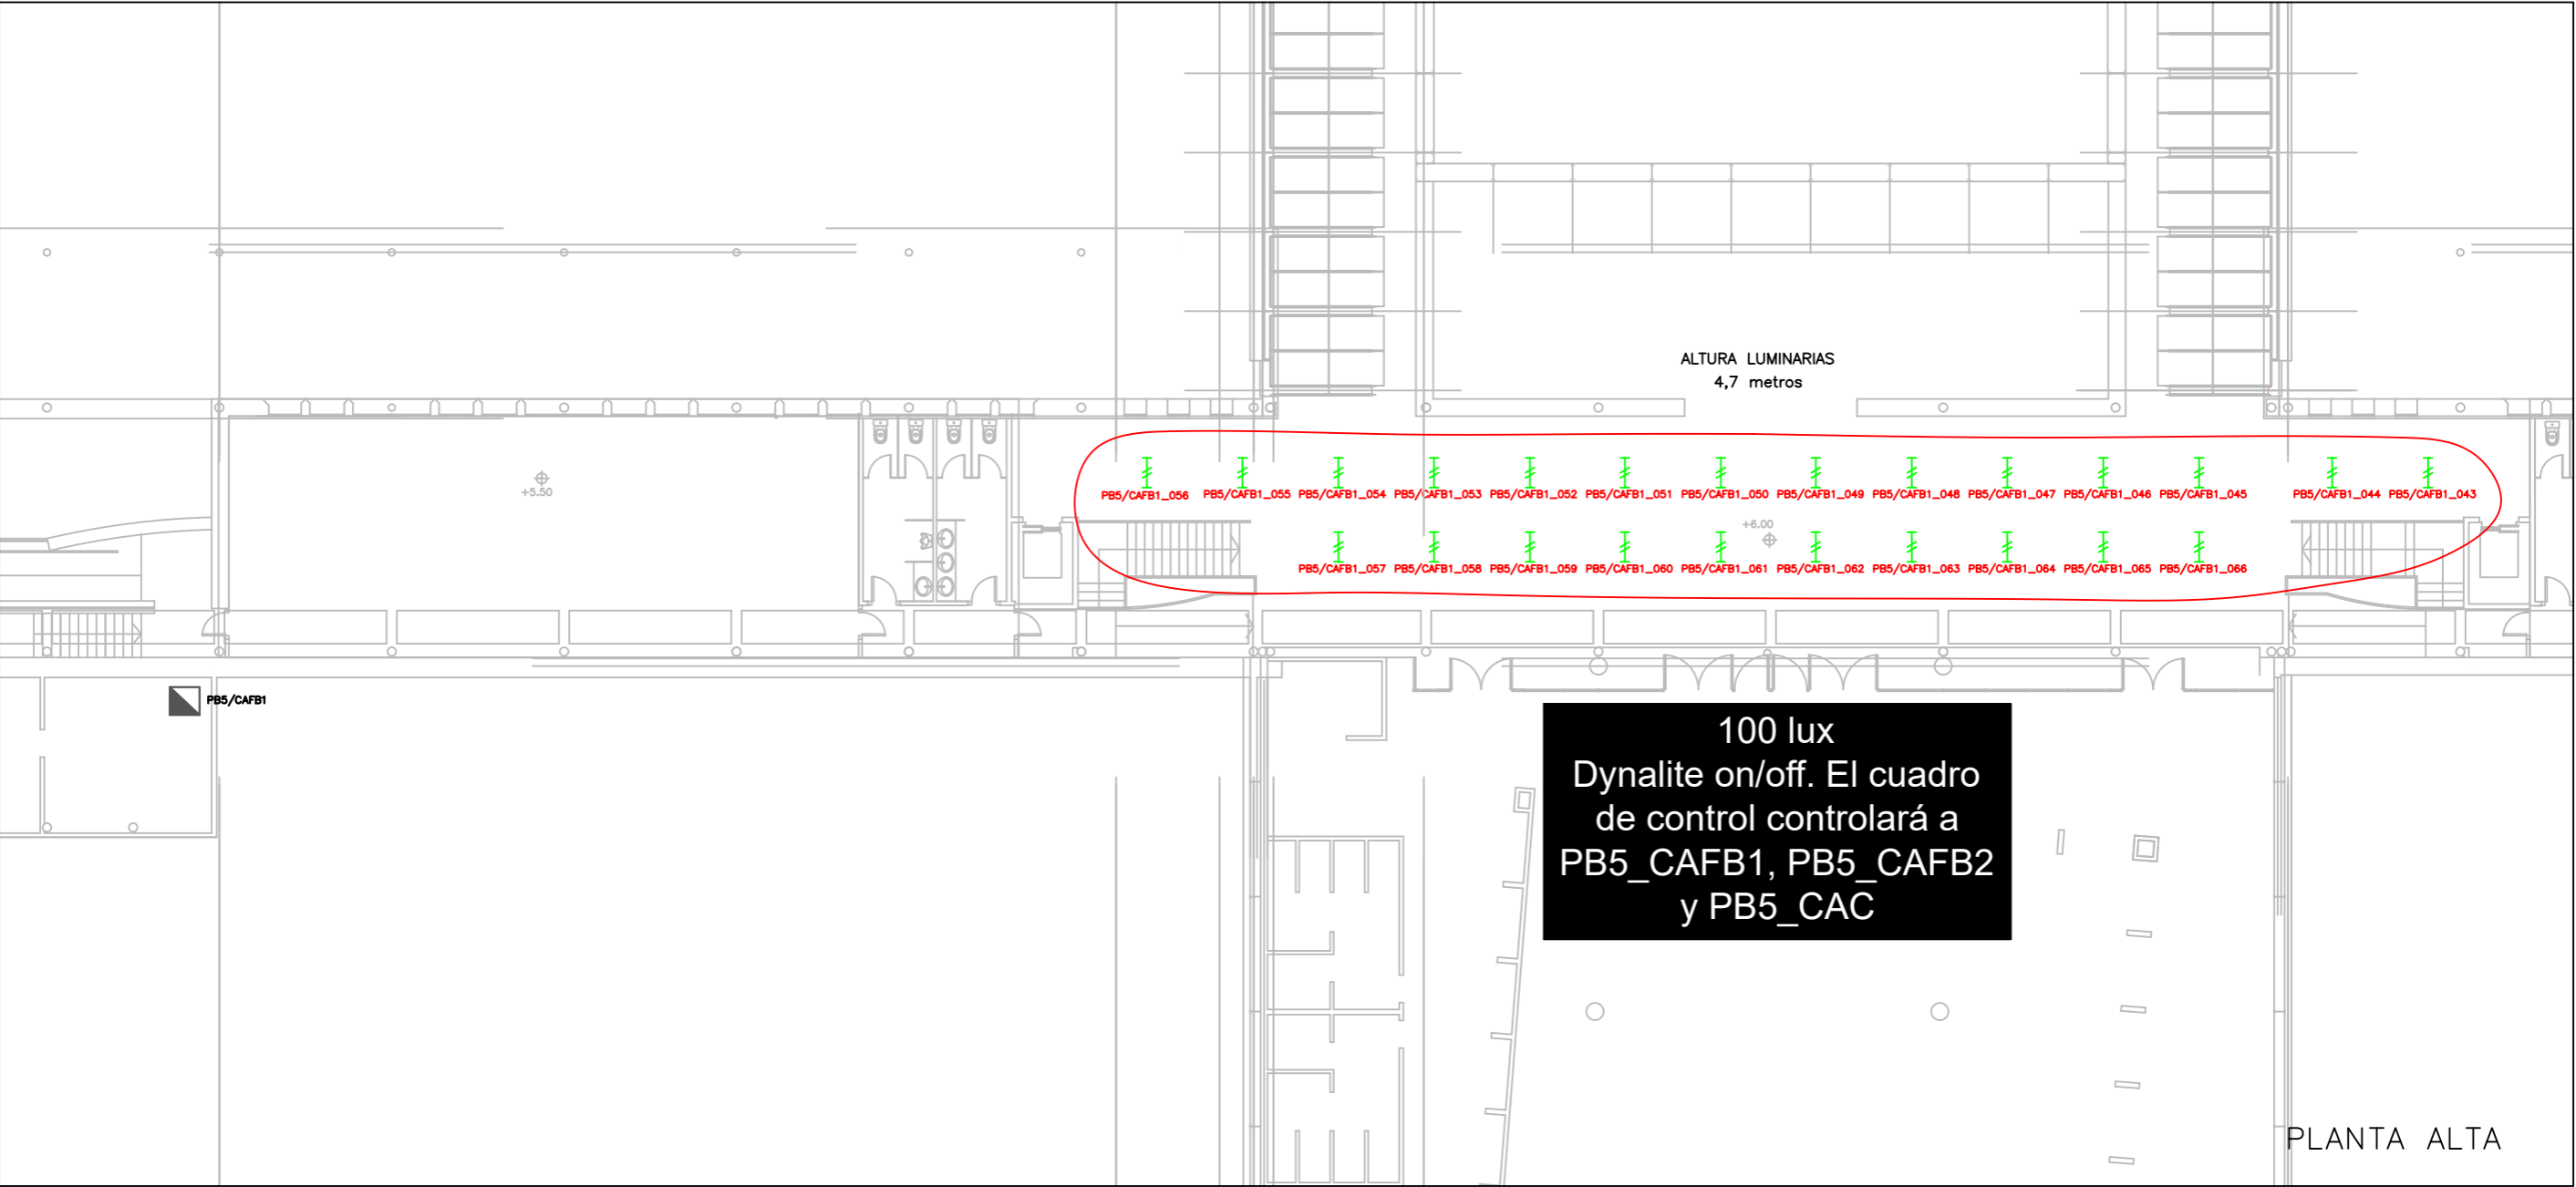 ALTURA LUMINARIAS
4,7 metros
+5.50
PB5/CAFB1_056 PB5/CAFB1_055 PB5/CAFB1_054 PB5/CAFB1_053 PB5/CAFB1_052 PB5/CAFB1_051 PB5/CAFB1_050 PB5/CAFB1_049 PB5/CAFB1_048 PB5/CAFB1_047 PB5/CAFB1_046 PB5/CAFB1_045 PB5/CAFB1_044 PB5/CAFB1_043
+6.00
PB5/CAFB1_057 PB5/CAFB1_058 PB5/CAFB1_059 PB5/CAFB1_060 PB5/CAFB1_061 PB5/CAFB1_062 PB5/CAFB1_063 PB5/CAFB1_064 PB5/CAFB1_065 PB5/CAFB1_066
PB5/CAFB1
100 lux
Dynalite on/off. El cuadro
de control controlará a
PB5_CAFB1, PB5_CAFB2
y PB5_CAC
PLANTA ALTA